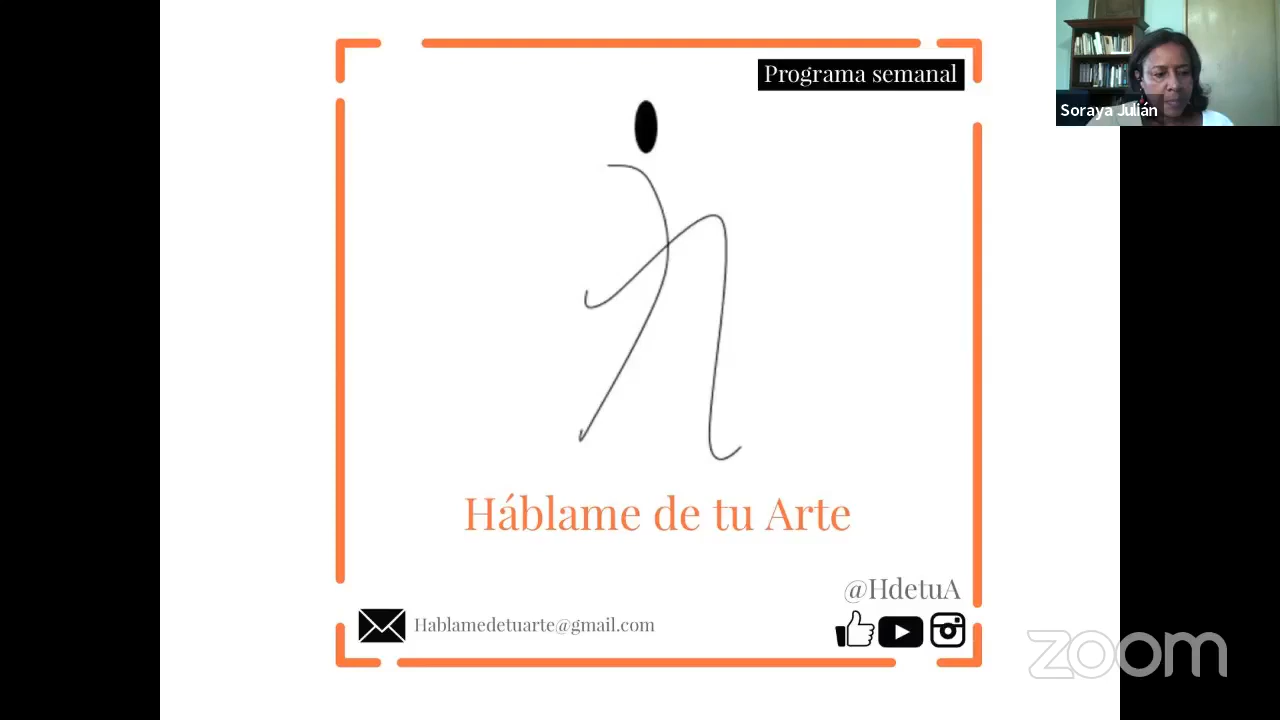 Programa semanal
Soraya Julián
Háblame de tu Arte
@HdetuA
Hablamedetuarte@gmail.com
zoom